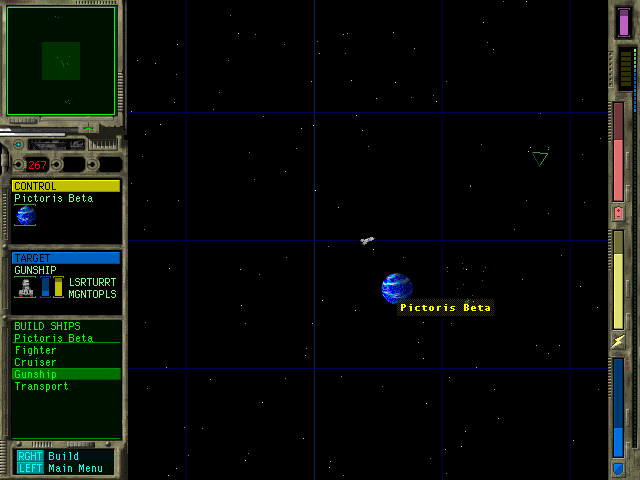 267
CONTROL
Pictoris Beta
TARGET
GUNSHIP
LSRTURRT
MGNTOPLS
BUILD SHIPS
Pictoris Beta
Fighter
Cruiser
Gunship
Transport
RGHT Build
LEFT Main Menu
Pictoris Beta